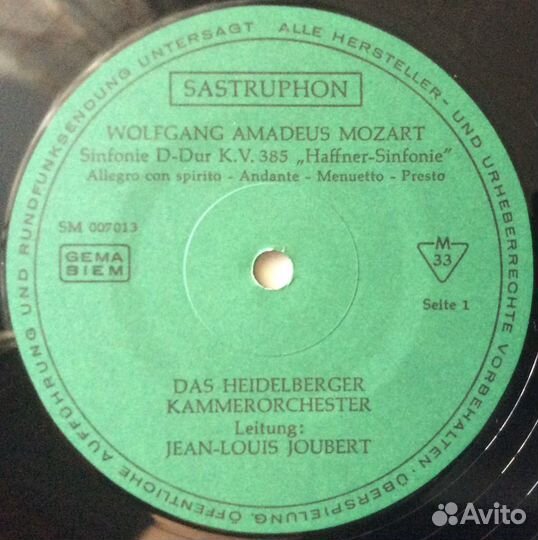 ALLE HERSTELLER- UND URHEBERRECHTE VORBEHALTEN · ÜBERSPIELUNG, ÖFFENTLICHE AUFFÜHRUNG UND RUNDFUNKSENDUNG UNTERSAGT
SASTRUPHON
WOLFGANG AMADEUS MOZART
Sinfonie D-Dur K.V. 385 „Haffner-Sinfonie”
Allegro con spirito - Andante - Menuetto - Presto
SM 007013
GEMA
BIEM
M
33
Seite 1
DAS HEIDELBERGER
KAMMERORCHESTER
Leitung:
JEAN-LOUIS JOUBERT
Avito